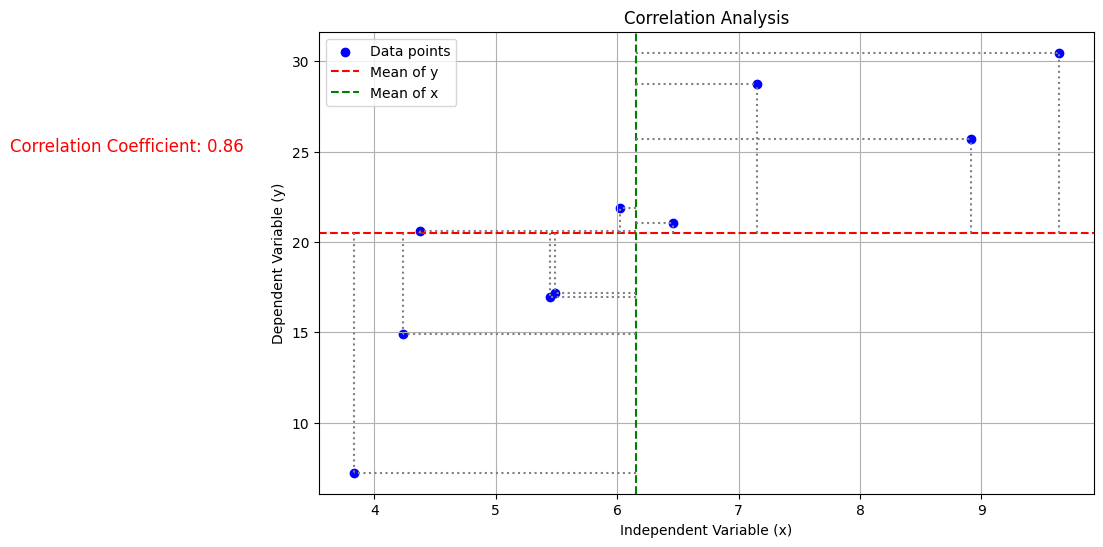 Correlation Analysis
Data points
Mean of y
Mean of x
Correlation Coefficient: 0.86
Dependent Variable (y)
30
25
20
15
10
4 5 6 7 8 9
Independent Variable (x)